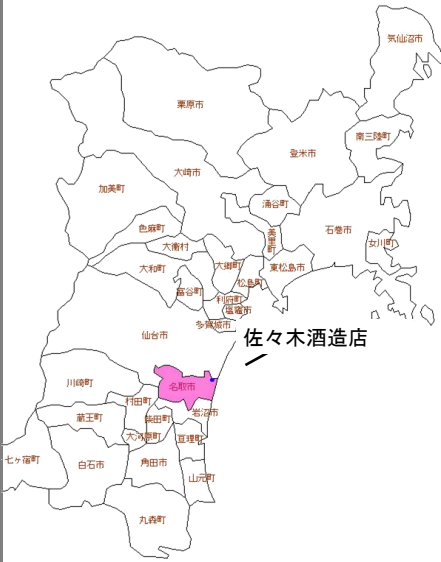 気仙沼市
栗原市
南三陸町
登米市
大崎市
加美町
涌谷町
色麻町
美里町
石巻市
女川町
大衡村
大和町
大郷町
東松島市
松島町
富谷町
利府町
塩竈市
多賀城市
仙台市
佐々木酒造店
川崎町
名取市
村田町
岩沼市
蔵王町
柴田町
大河原町
亘理町
七ヶ宿町
白石市
角田市
山元町
丸森町